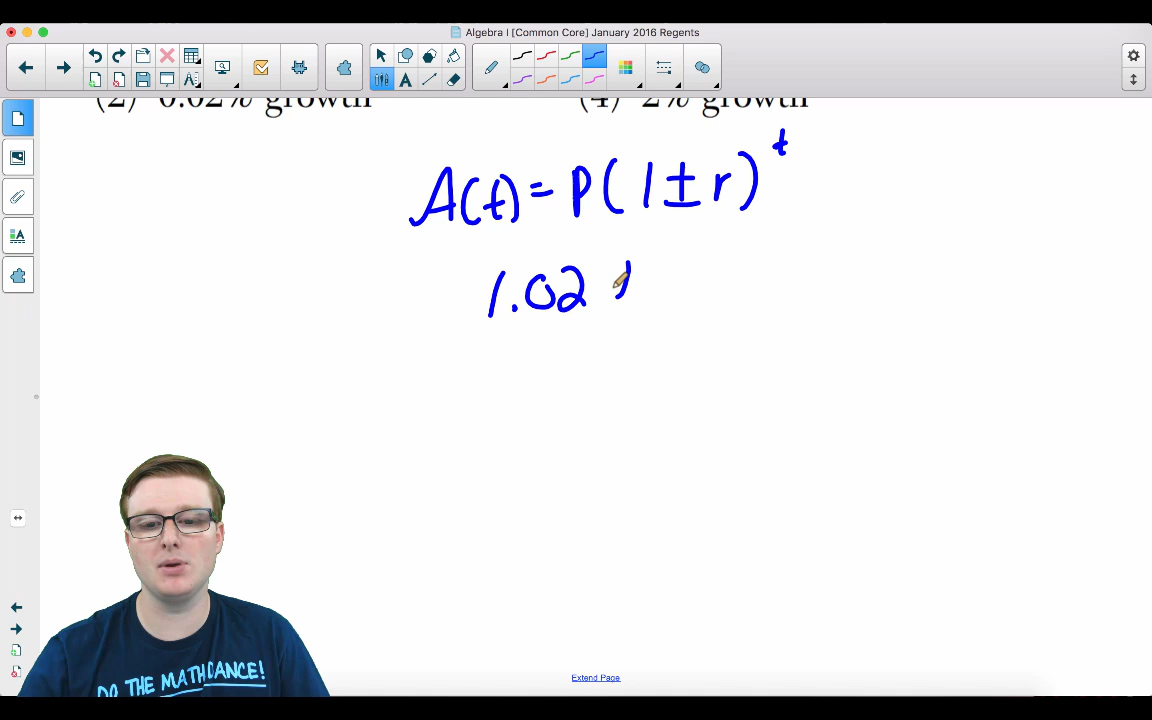 Algebra I [Common Core] January 2016 Regents
(2) 0.02% growth
(4) 2% growth
A(t)=P(1±r)^t
1.02
DO THE MATH DANCE!
Extend Page